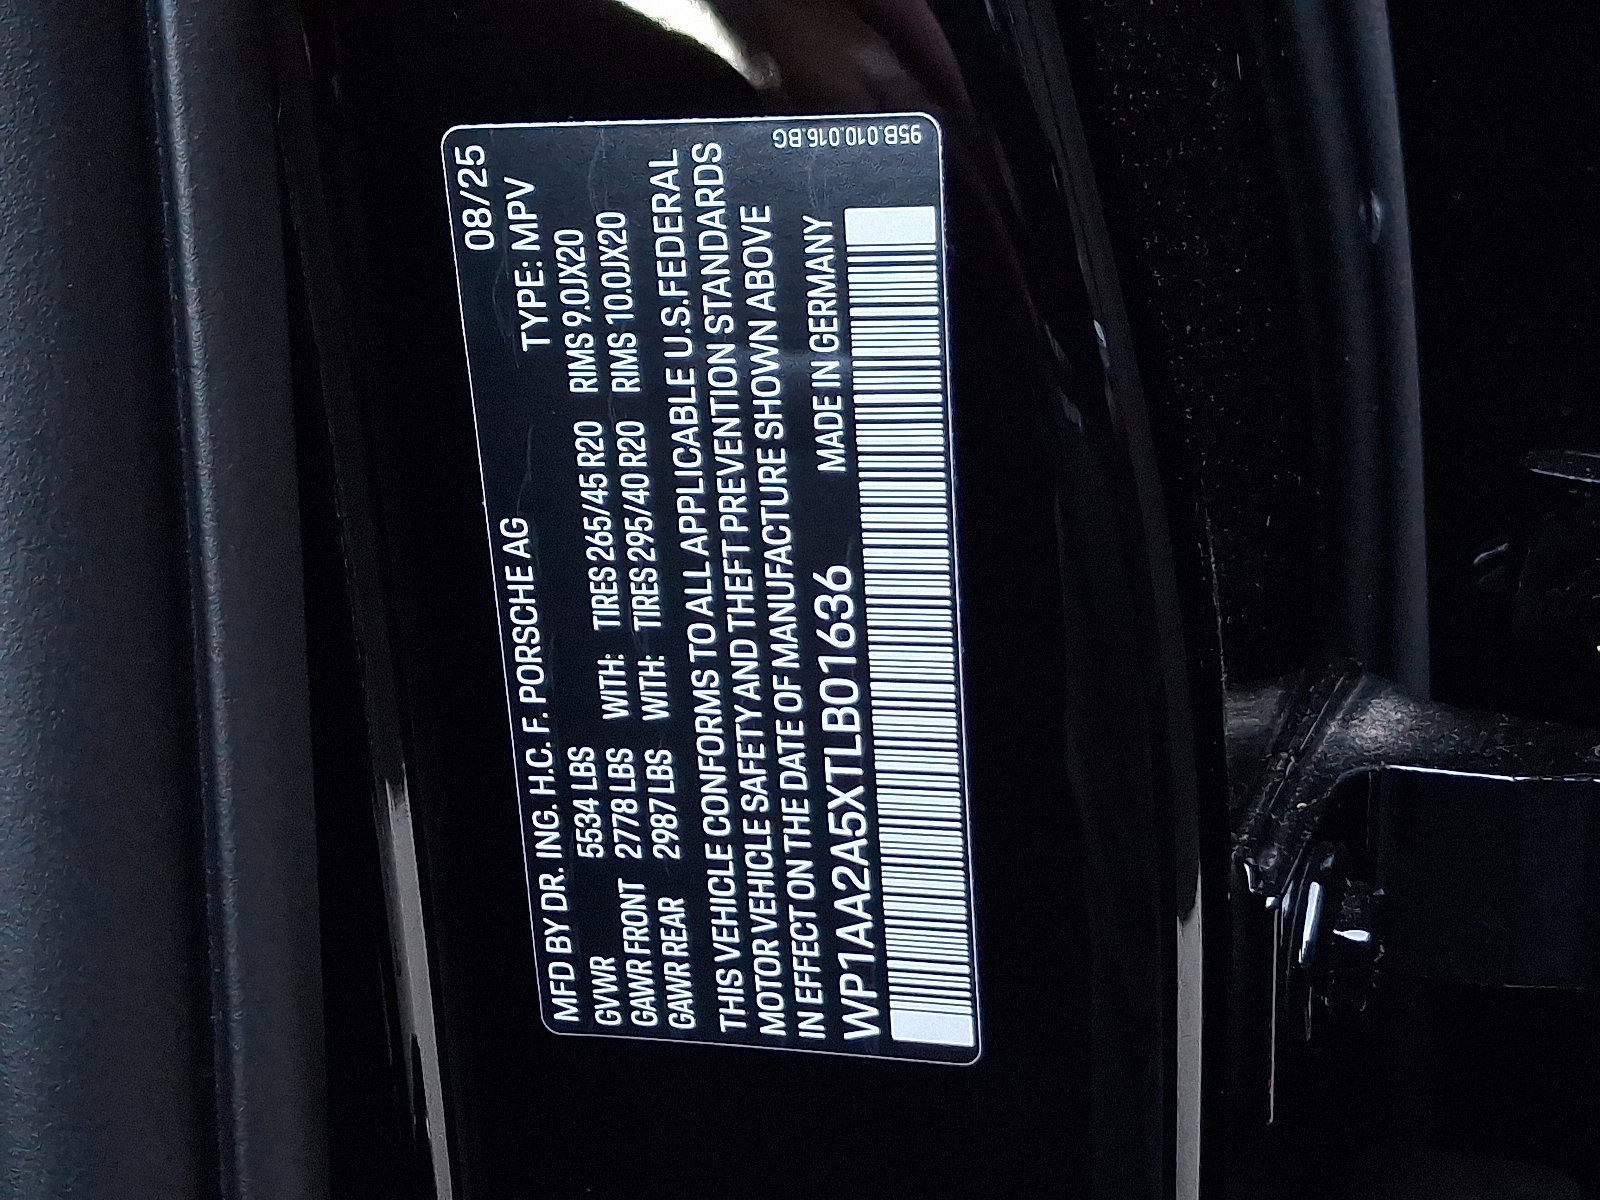 MFD BY DR. ING. H.C. F. PORSCHE AG 08/25
TYPE: MPV
GVWR 5534 LBS WITH: TIRES 265/45 R20 RIMS 9.0JX20
GAWR FRONT 2778 LBS WITH: TIRES 295/40 R20 RIMS 10.0JX20
GAWR REAR 2987 LBS
THIS VEHICLE CONFORMS TO ALL APPLICABLE U.S. FEDERAL
MOTOR VEHICLE SAFETY AND THEFT PREVENTION STANDARDS
IN EFFECT ON THE DATE OF MANUFACTURE SHOWN ABOVE
WP1AA2A5XTLB01636 MADE IN GERMANY
95B.010.016.BG